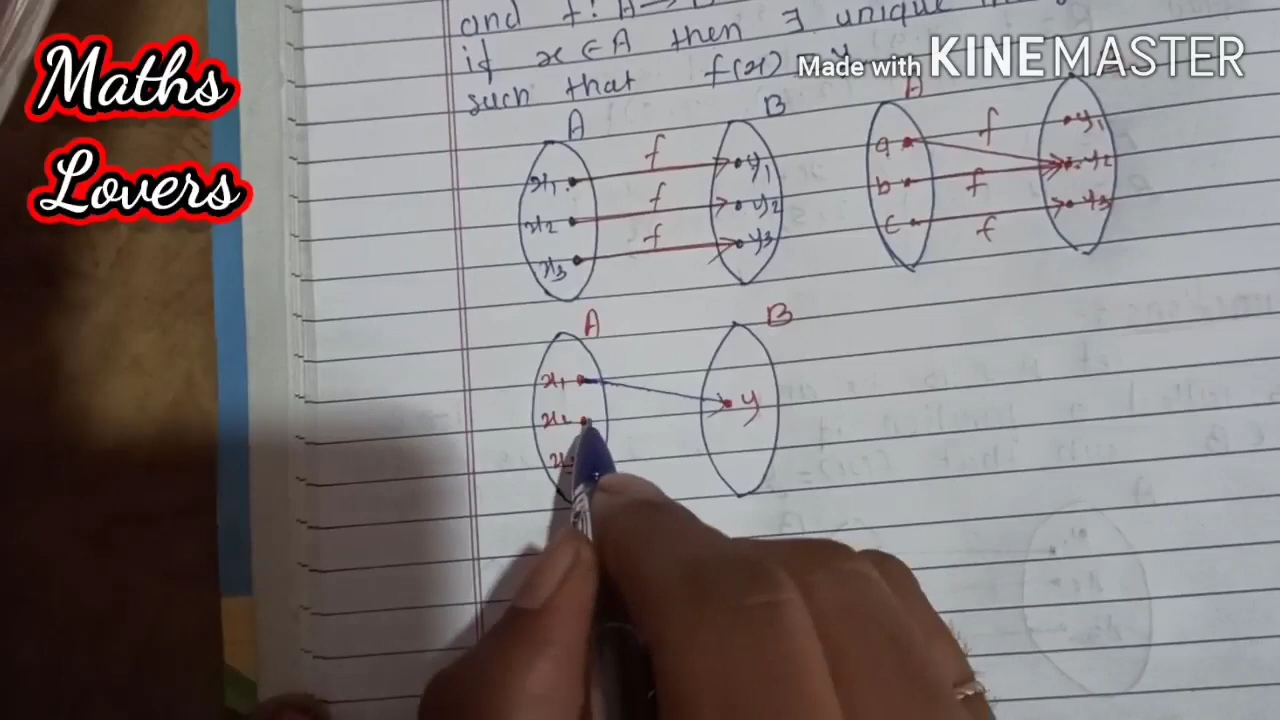 Maths
Lovers
Made with KINEMASTER
and f: A →
if x ∈ A then ∃ unique
such that f(x) = y
A
B
x₁
f
y₁
x₂
f
y₂
x₃
f
y₃
A
a
f
y₁
b
f
y₂
c
f
y₃
A
B
x₁
x₂
y